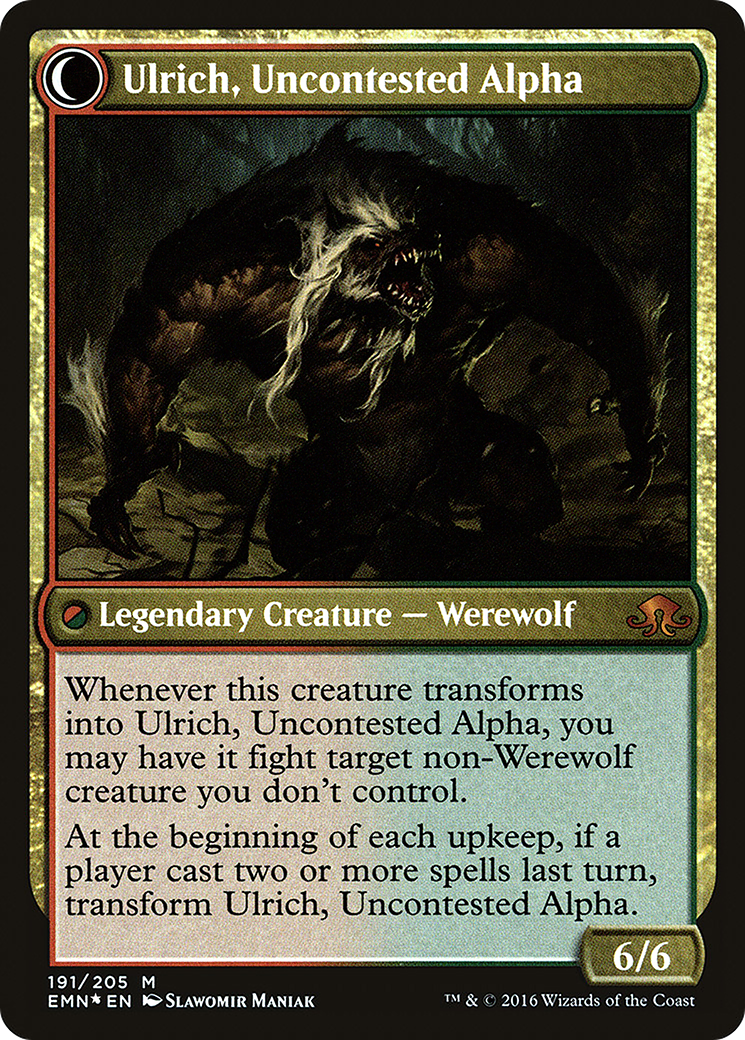 Ulrich, Uncontested Alpha
Legendary Creature — Werewolf
Whenever this creature transforms
into Ulrich, Uncontested Alpha, you
may have it fight target non-Werewolf
creature you don't control.
At the beginning of each upkeep, if a
player cast two or more spells last turn,
transform Ulrich, Uncontested Alpha.
6/6
191/205 M
EMN★EN Slawomir Maniak
™ & © 2016 Wizards of the Coast